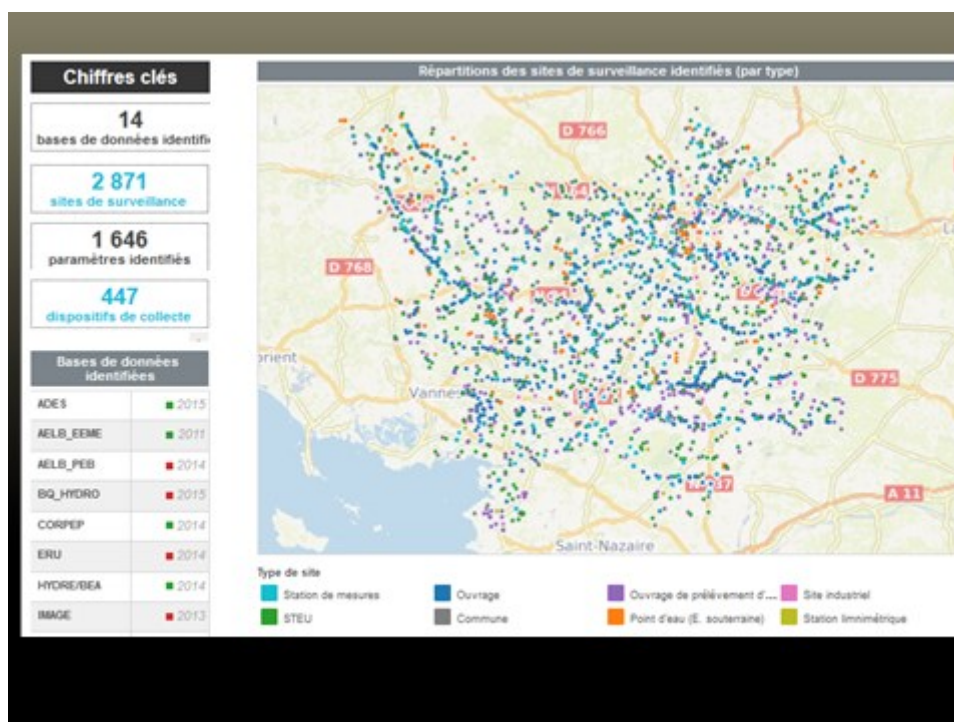 Chiffres clés
14
bases de données identifi
2 871
sites de surveillance
1 646
paramètres identifiés
447
dispositifs de collecte
Bases de données
identifiées
ADES 2015
AELB_EEME 2011
AELB_PEB 2014
BQ_HYDRO 2015
CORPEP 2014
ERU 2014
HYDRE/BEA 2014
IMAGE 2013
Répartitions des sites de surveillance identifiés (par type)
D 766
D 768
orient
Vannes
D 775
A 11
Saint-Nazaire
Type de site
Station de mesures
Ouvrage
Ouvrage de prélèvement d'...
Site industriel
STEU
Commune
Point d'eau (E. souterraine)
Station limnimétrique